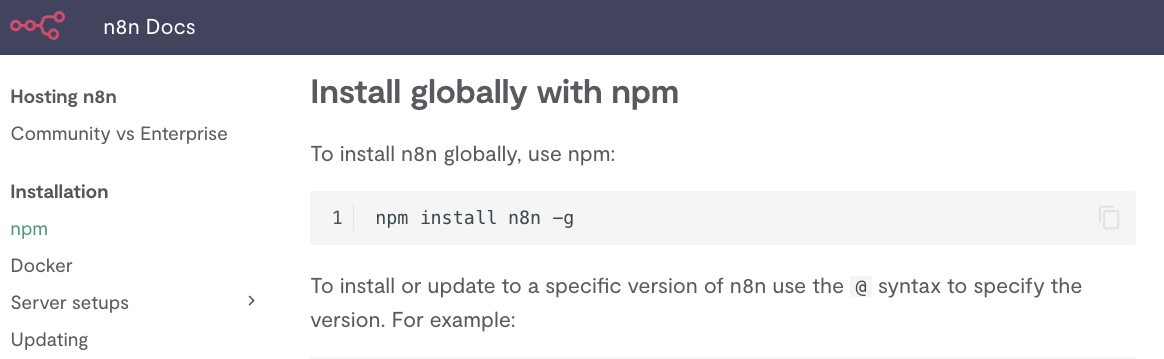 n8n Docs
Hosting n8n
Community vs Enterprise
Installation
npm
Docker
Server setups
Updating
Install globally with npm
To install n8n globally, use npm:
1 npm install n8n -g
To install or update to a specific version of n8n use the @ syntax to specify the
version. For example: